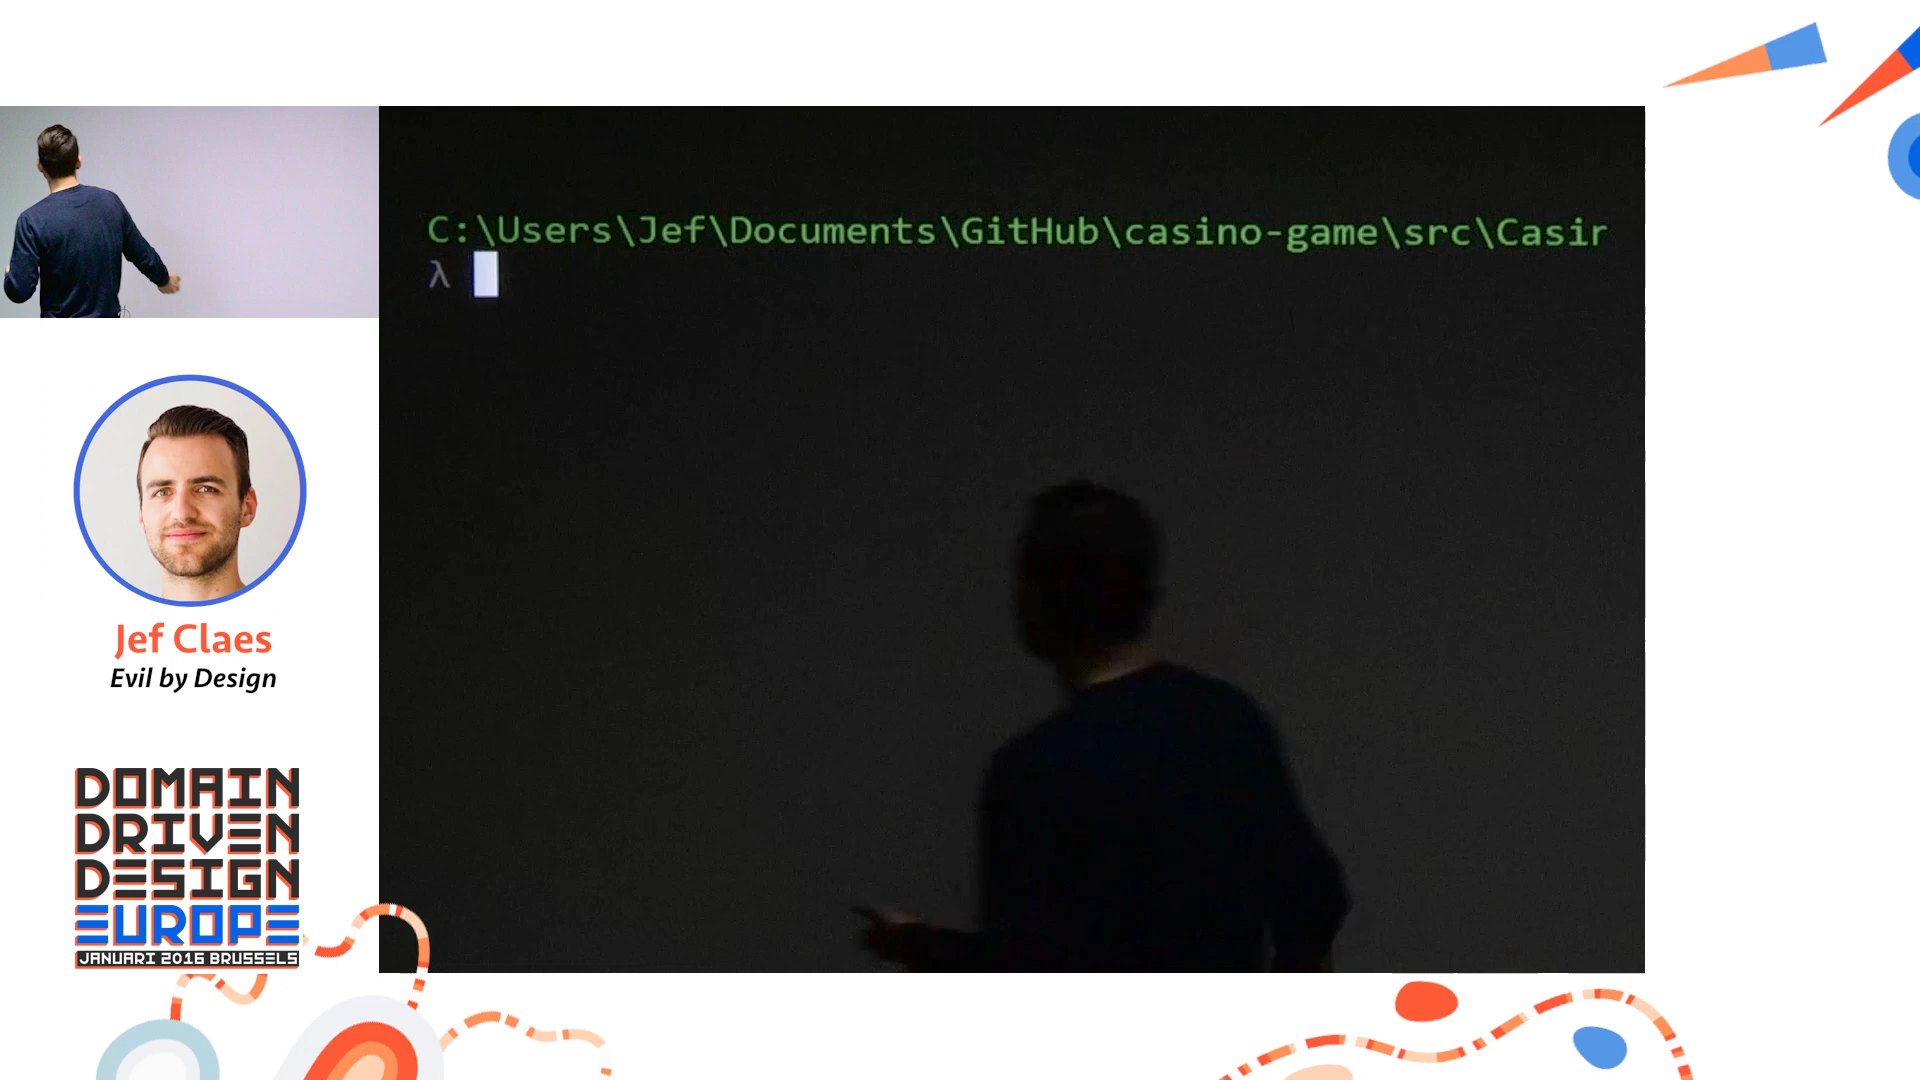 C:\Users\Jef\Documents\GitHub\casino-game\src\Casir
λ
Jef Claes
Evil by Design
DOMAIN
DRIVEN
DESIGN
EUROPE
JANUARI 2016 BRUSSELS